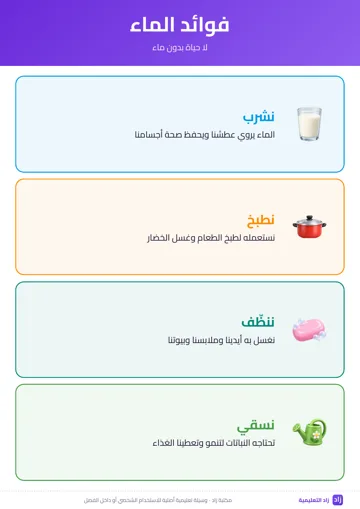 فوائد الماء
لا حياة بدون ماء
نشرب
الماء يروي عطشنا ويحفظ صحة أجسامنا
نطبخ
نستعمله لطبخ الطعام وغسل الخضار
ننظّف
نغسل به أيدينا وملابسنا وبيوتنا
نسقي
تحتاجه النباتات لتنمو وتعطينا الغذاء
زاد زاد التعليمية
مكتبة زاد · وسيلة تعليمية أصلية للاستخدام الشخصي أو داخل الفصل